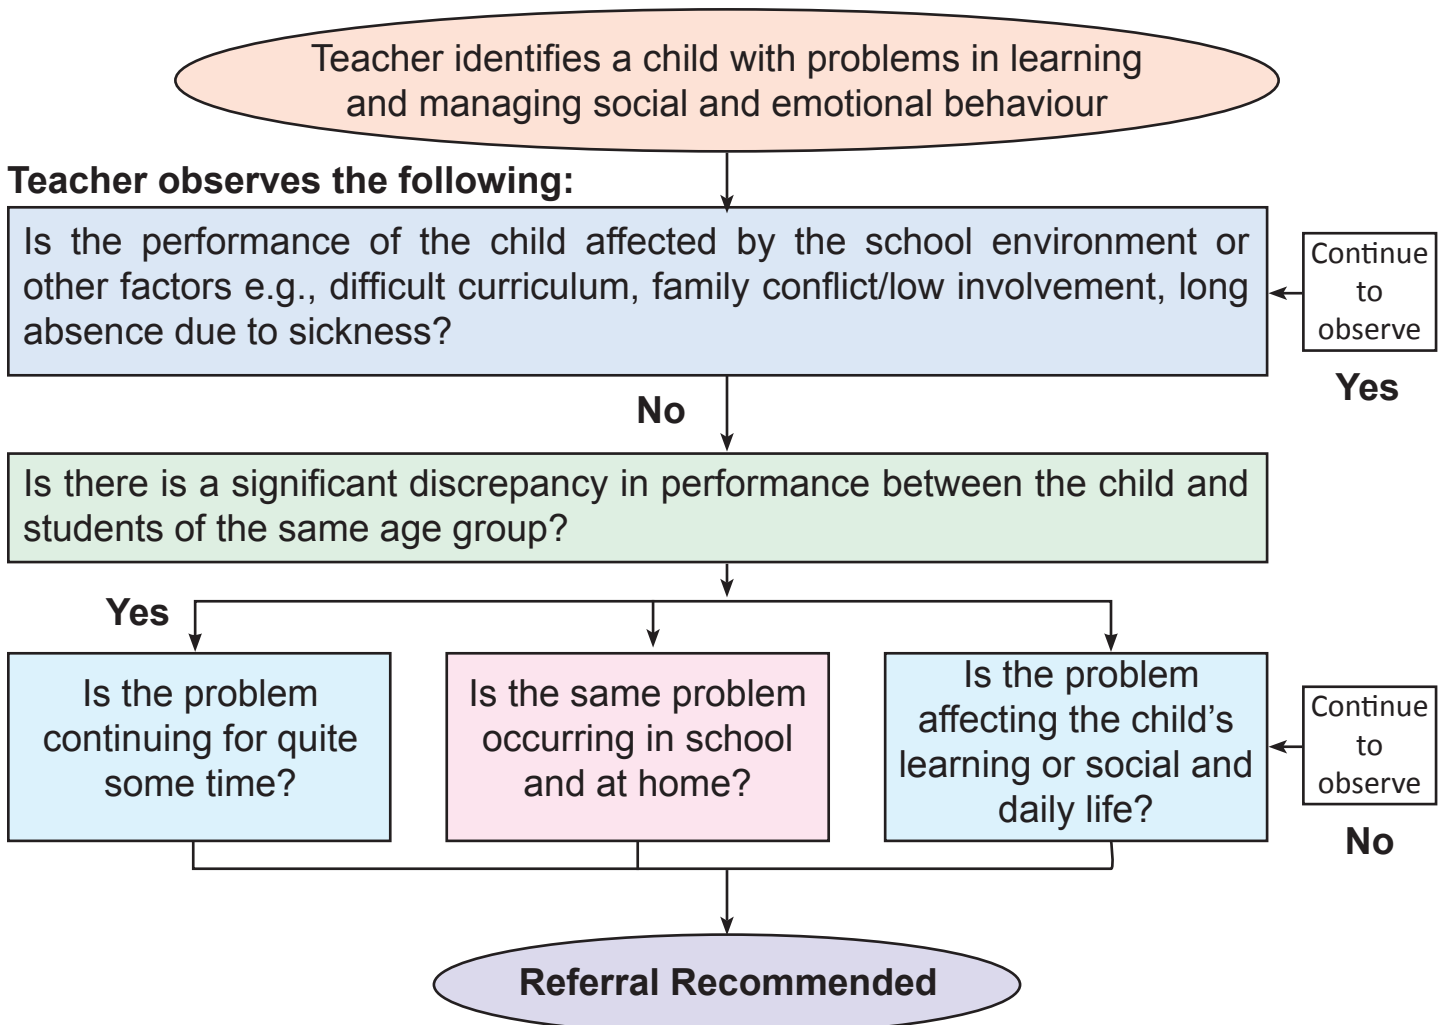 Teacher identifies a child with problems in learning
and managing social and emotional behaviour
Teacher observes the following:
Is the performance of the child affected by the school environment or
other factors e.g., difficult curriculum, family conflict/low involvement, long
absence due to sickness?
Continue
to
observe
Yes
No
Is there is a significant discrepancy in performance between the child and
students of the same age group?
Yes
Is the problem
continuing for quite
some time?
Is the same problem
occurring in school
and at home?
Is the problem
affecting the child’s
learning or social and
daily life?
Continue
to
observe
No
Referral Recommended